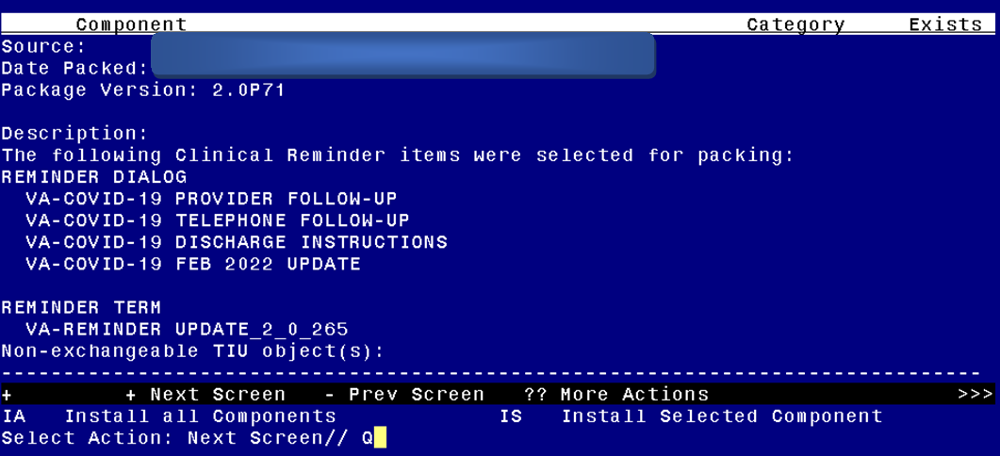 Component Category Exists
Source:
Date Packed:
Package Version: 2.0P71
Description:
The following Clinical Reminder items were selected for packing:
REMINDER DIALOG
VA-COVID-19 PROVIDER FOLLOW-UP
VA-COVID-19 TELEPHONE FOLLOW-UP
VA-COVID-19 DISCHARGE INSTRUCTIONS
VA-COVID-19 FEB 2022 UPDATE
REMINDER TERM
VA-REMINDER UPDATE_2_0_265
Non-exchangeable TIU object(s):
--------------------------------------------------------------------------------
+ + Next Screen - Prev Screen ?? More Actions >>>
IA Install all Components IS Install Selected Component
Select Action: Next Screen// Q